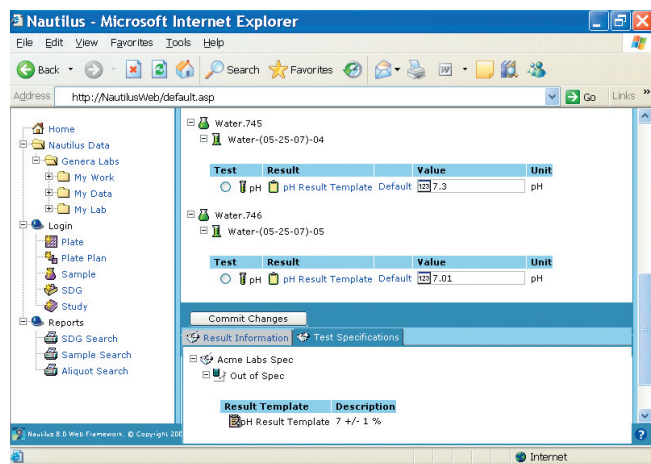 Nautilus - Microsoft Internet Explorer
File Edit View Favorites Tools Help
Back Search Favorites
Address http://NautilusWeb/default.asp Go Links »
Home
Nautilus Data
Genera Labs
My Work
My Data
My Lab
Login
Plate
Plate Plan
Sample
SDG
Study
Reports
SDG Search
Sample Search
Aliquot Search
Nautilus 8.0 Web Framework. © Copyright 200
Water.745
Water-(05-25-07)-04
Test Result Value Unit
pH pH Result Template Default 123 7.3 pH
Water.746
Water-(05-25-07)-05
Test Result Value Unit
pH pH Result Template Default 123 7.01 pH
Commit Changes
Result Information Test Specifications
Acme Labs Spec
Out of Spec
Result Template Description
pH Result Template 7 +/- 1 %
Internet